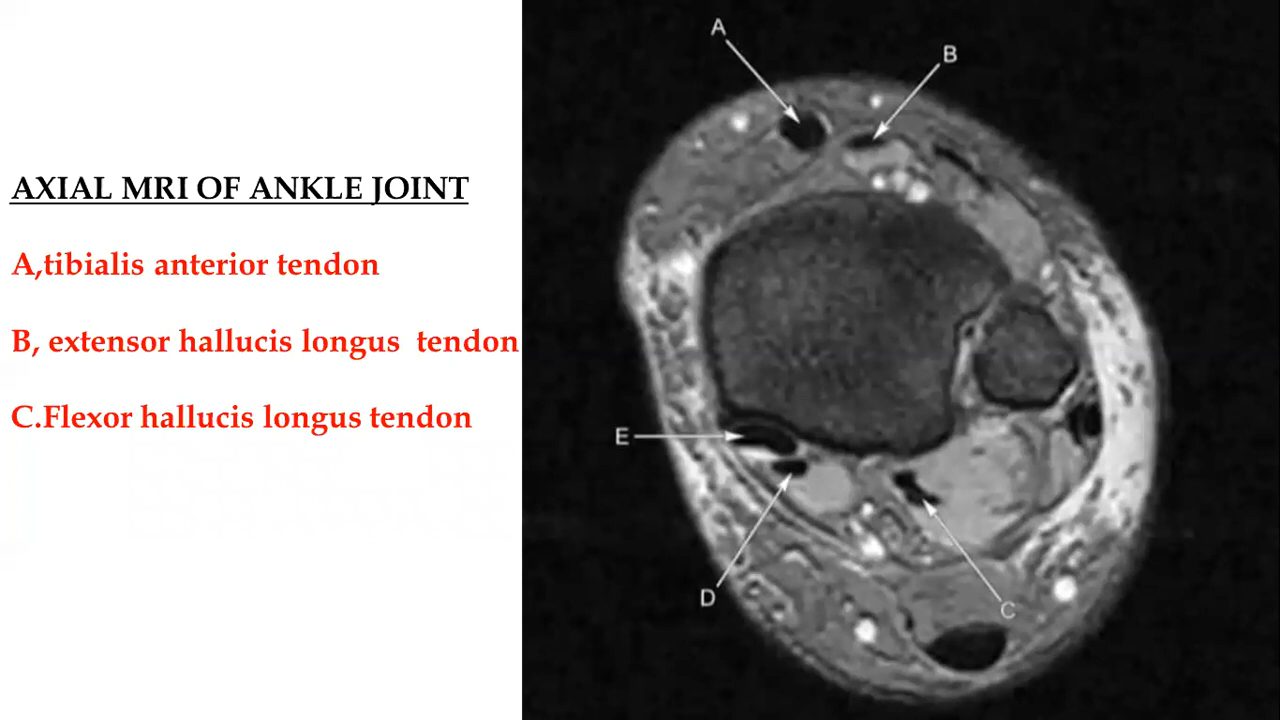 AXIAL MRI OF ANKLE JOINT
A,tibialis anterior tendon
B, extensor hallucis longus tendon
C.Flexor hallucis longus tendon
A
B
E
D
C